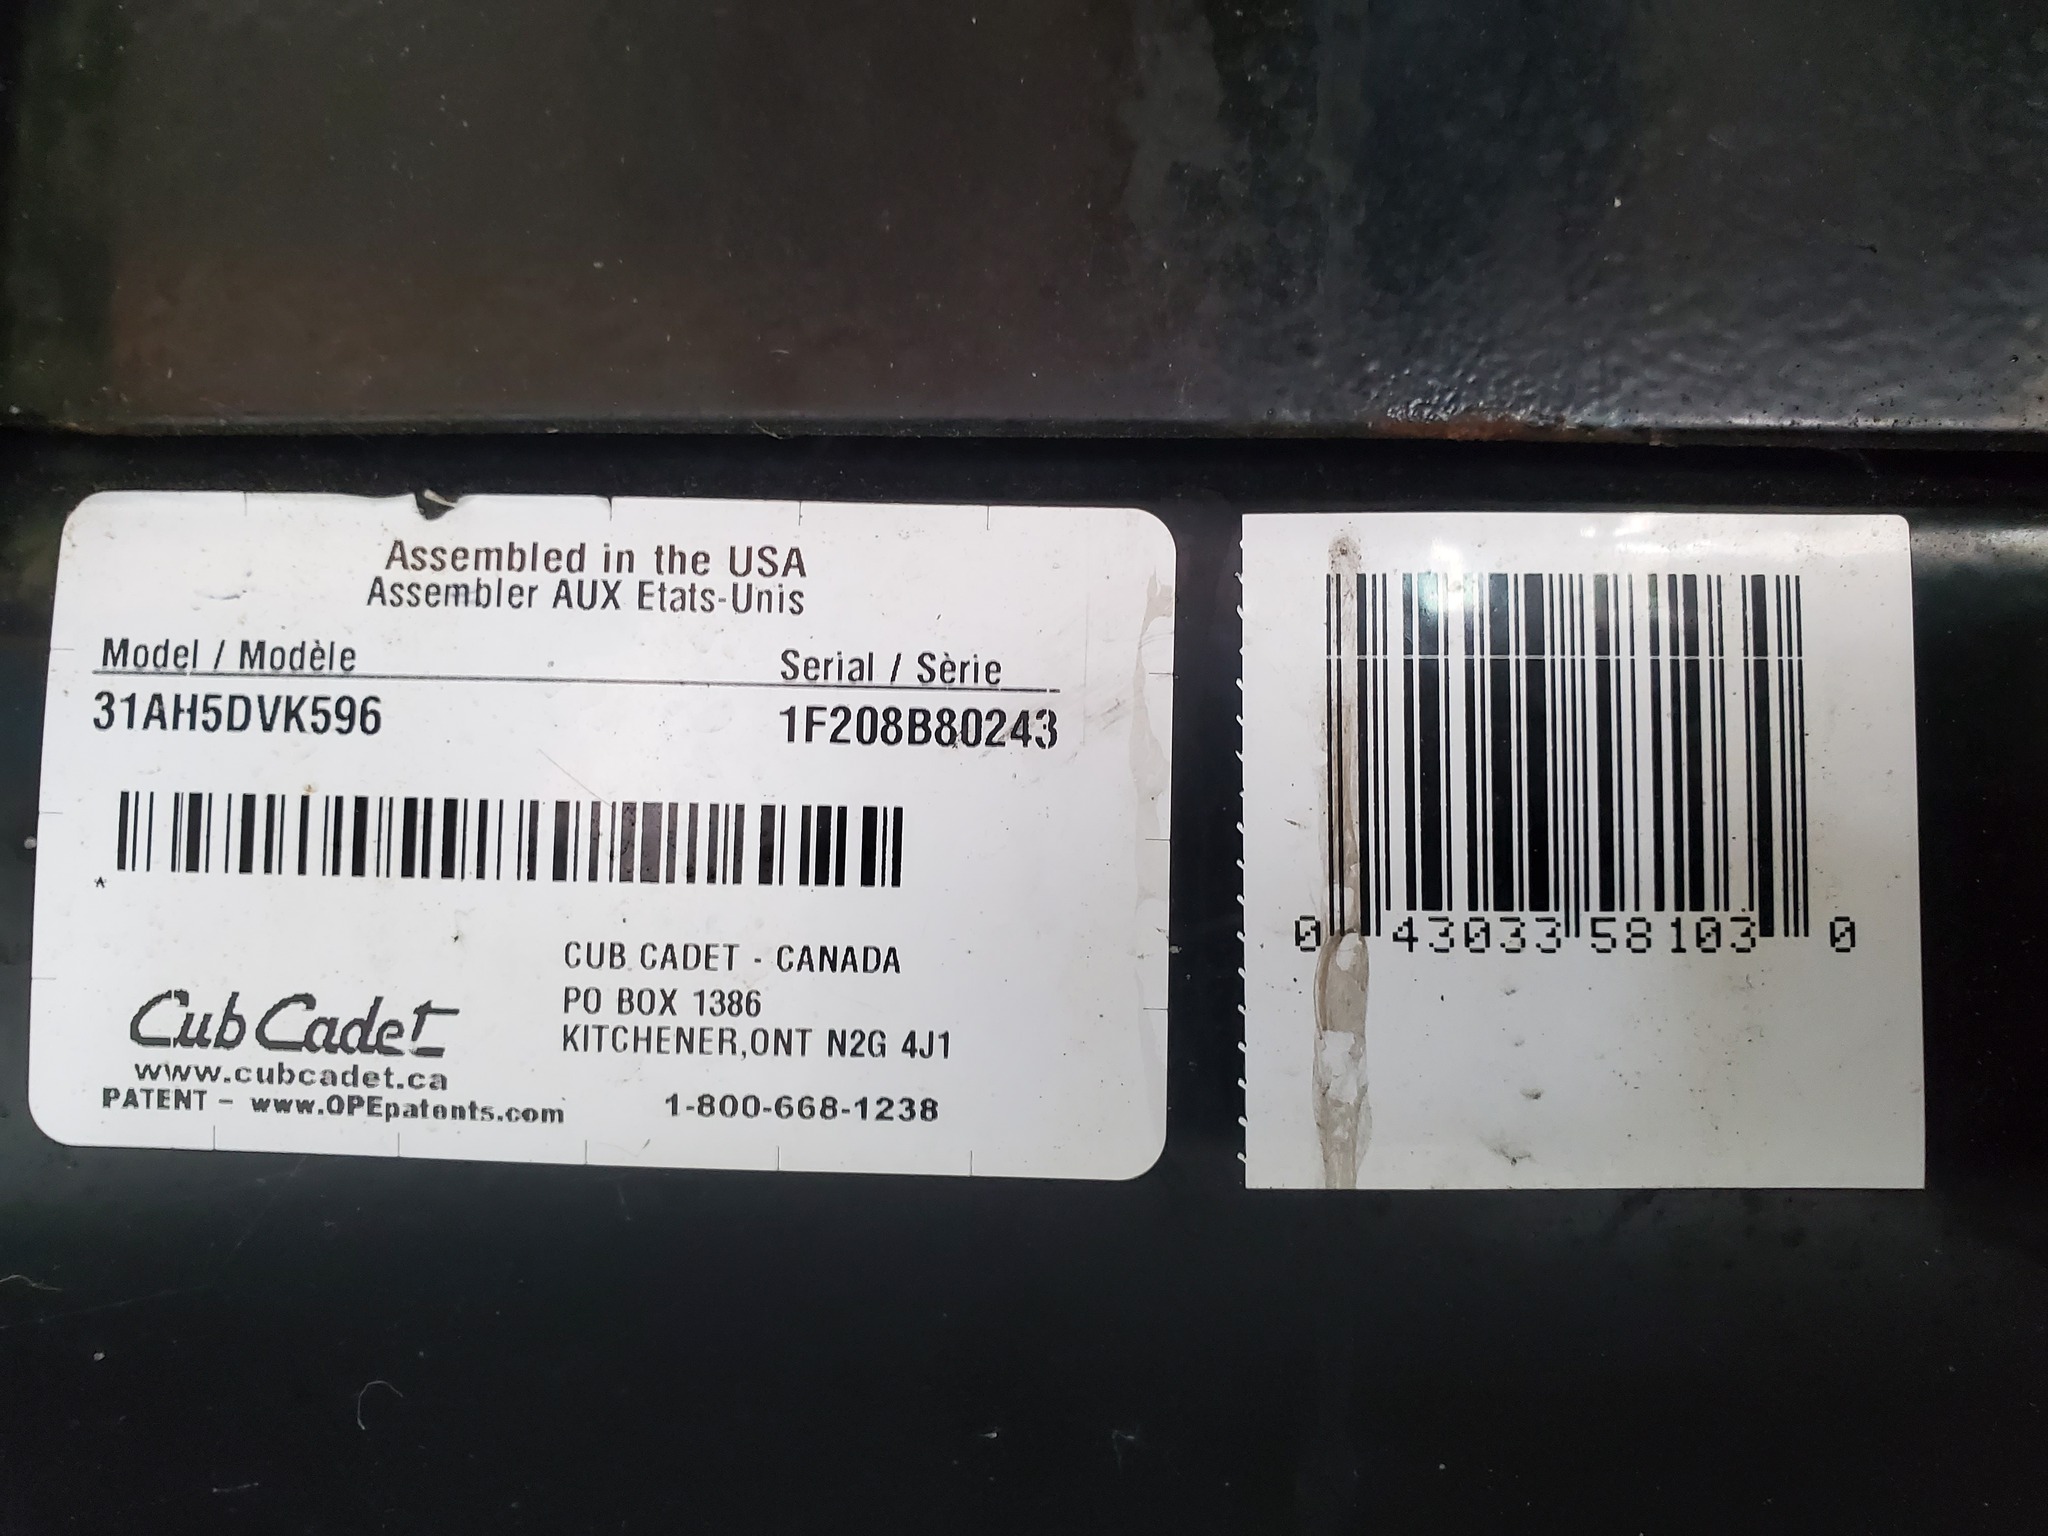 Assembled in the USA
Assembler AUX Etats-Unis
Model / Modèle
Serial / Sèrie
31AH5DVK596
1F208B80243
*
Cub Cadet
www.cubcadet.ca
PATENT - www.OPEpatents.com
CUB CADET - CANADA
PO BOX 1386
KITCHENER,ONT N2G 4J1
1-800-668-1238
0 43033 58103 0